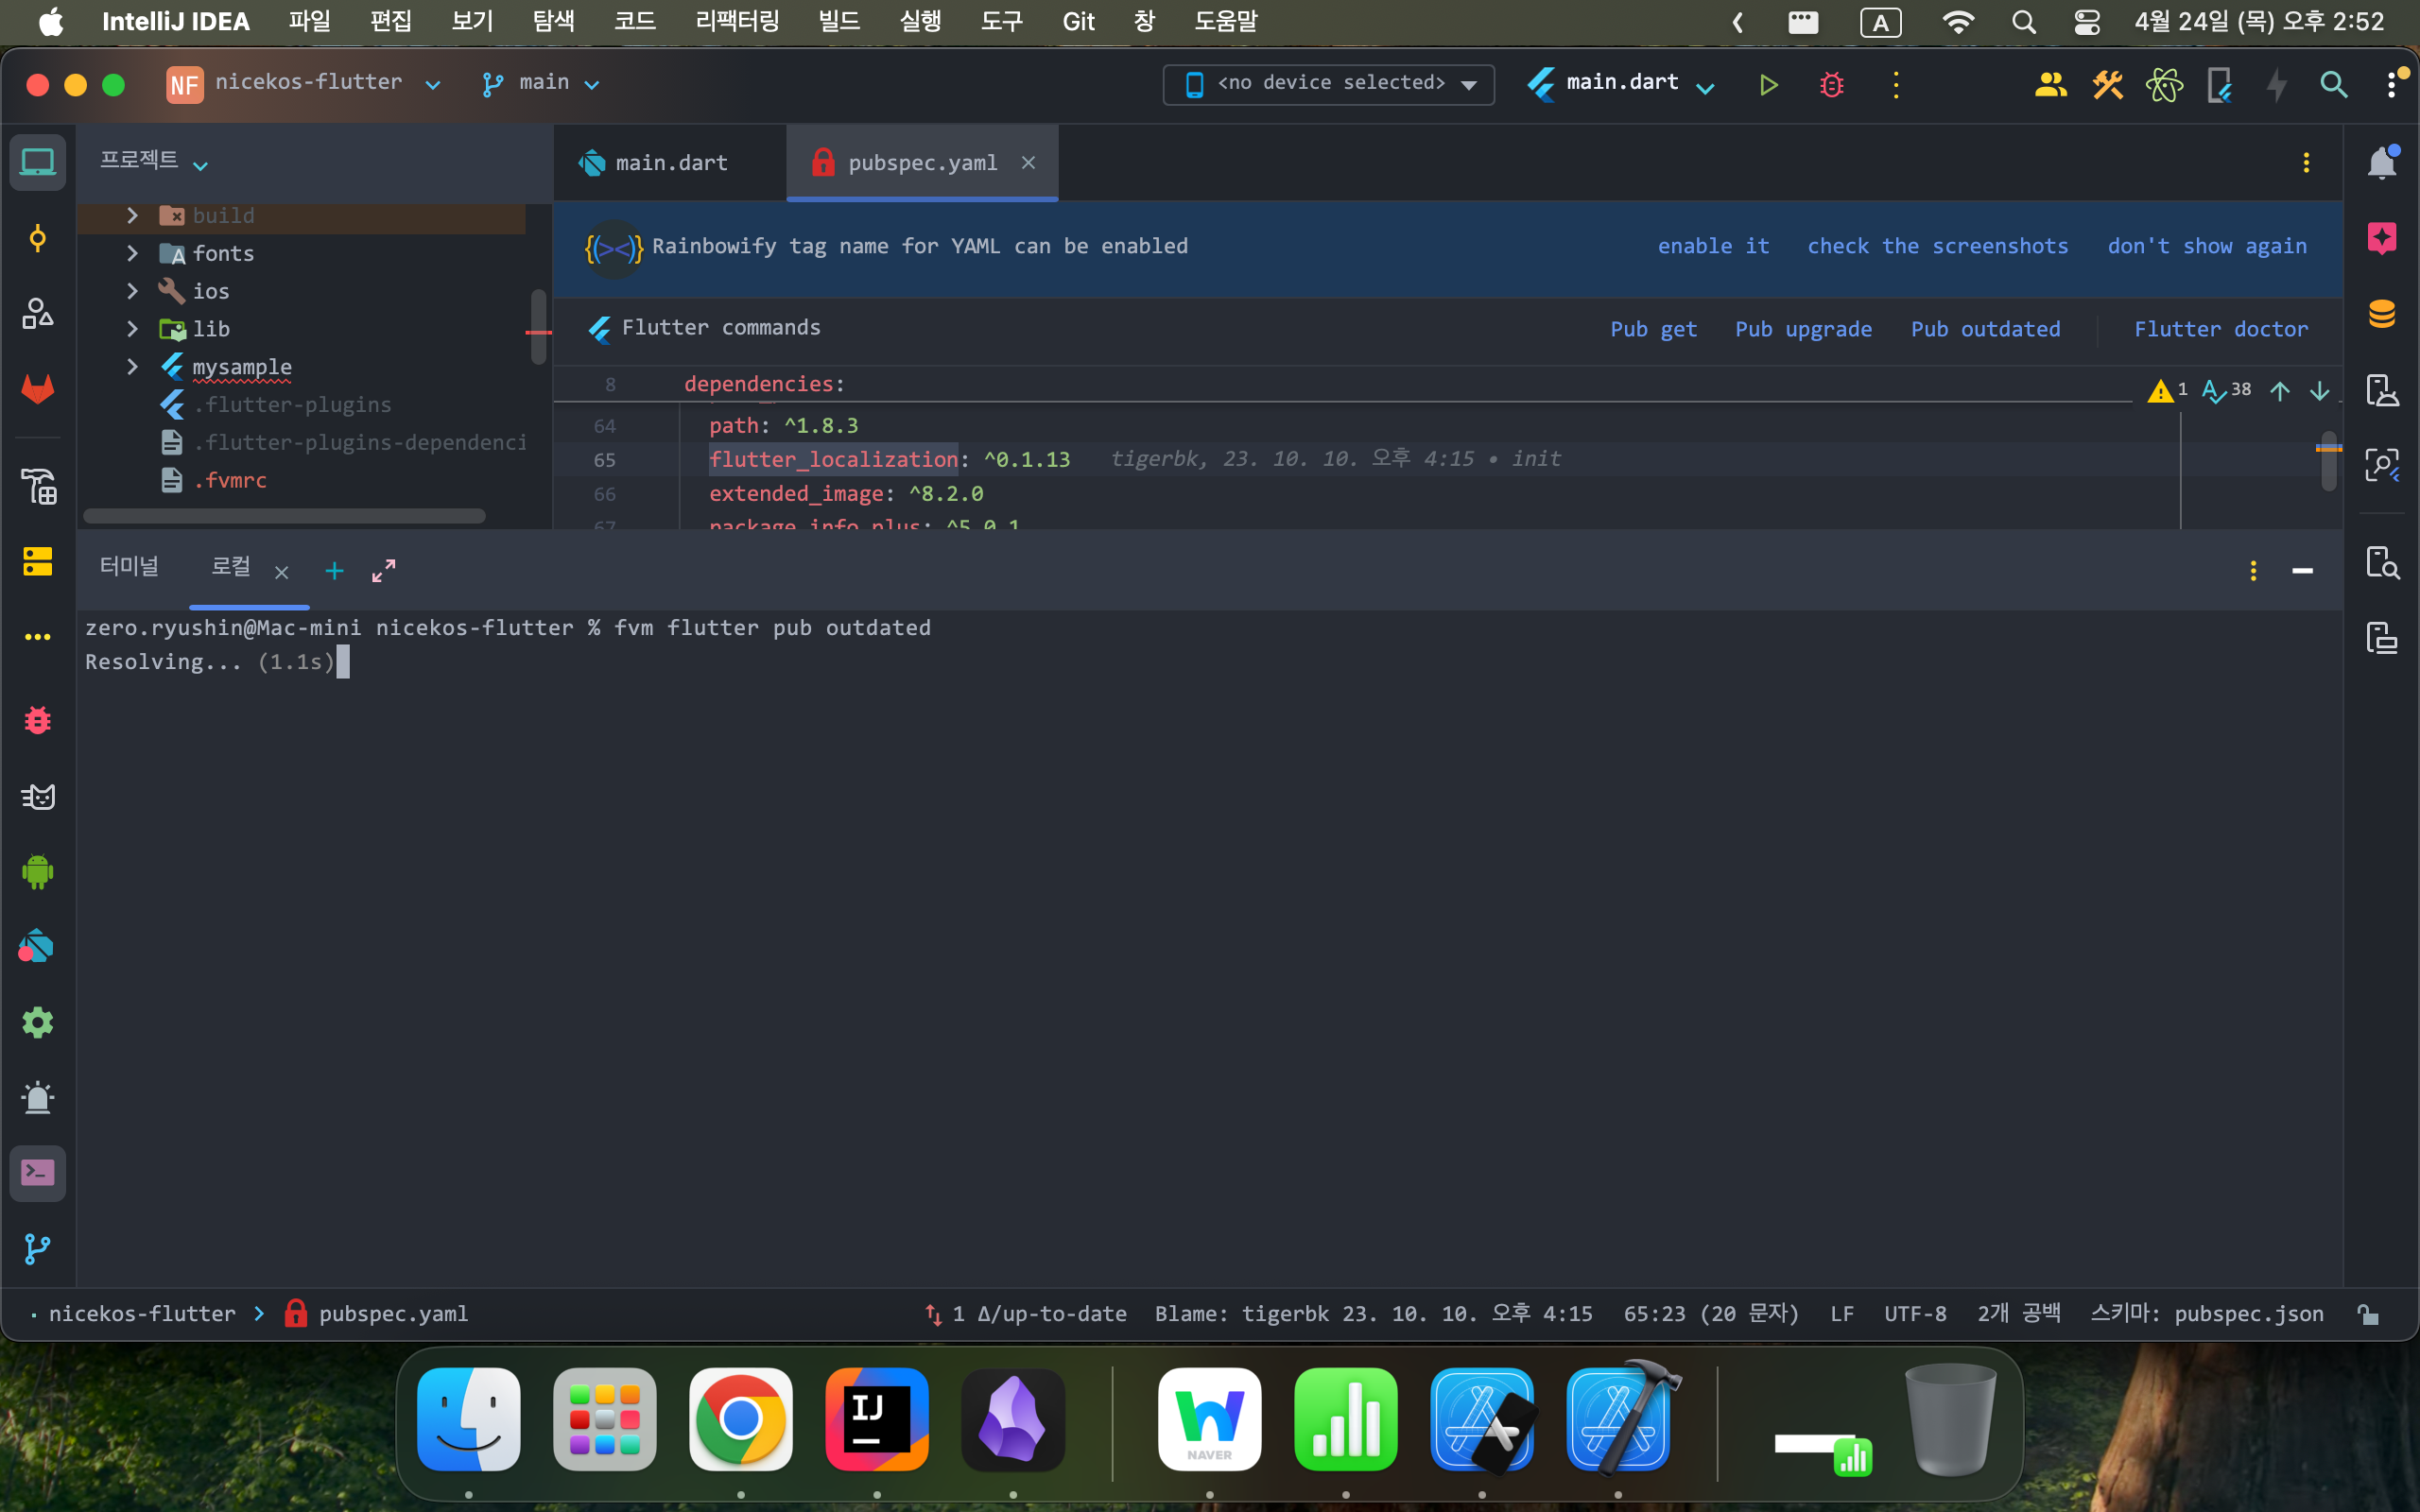 IntelliJ IDEA 파일 편집 보기 탐색 코드 리팩터링 빌드 실행 도구 Git 창 도움말 A 4월 24일 (목) 오후 2:52
NF nicekos-flutter main <no device selected> main.dart
프로젝트 main.dart pubspec.yaml
build
fonts
ios
lib
mysample
.flutter-plugins
.flutter-plugins-dependenci
.fvmrc
{(><)} Rainbowify tag name for YAML can be enabled enable it check the screenshots don't show again
Flutter commands Pub get Pub upgrade Pub outdated Flutter doctor
8 dependencies: 1 38
64 path: ^1.8.3
65 flutter_localization: ^0.1.13 tigerbk, 23. 10. 10. 오후 4:15 • init
66 extended_image: ^8.2.0
67 package_info_plus: ^5.0.1
터미널 로컬
zero.ryushin@Mac-mini nicekos-flutter % fvm flutter pub outdated
Resolving... (1.1s)
nicekos-flutter pubspec.yaml 1 Δ/up-to-date Blame: tigerbk 23. 10. 10. 오후 4:15 65:23 (20 문자) LF UTF-8 2개 공백 스키마: pubspec.json
IJ
NAVER